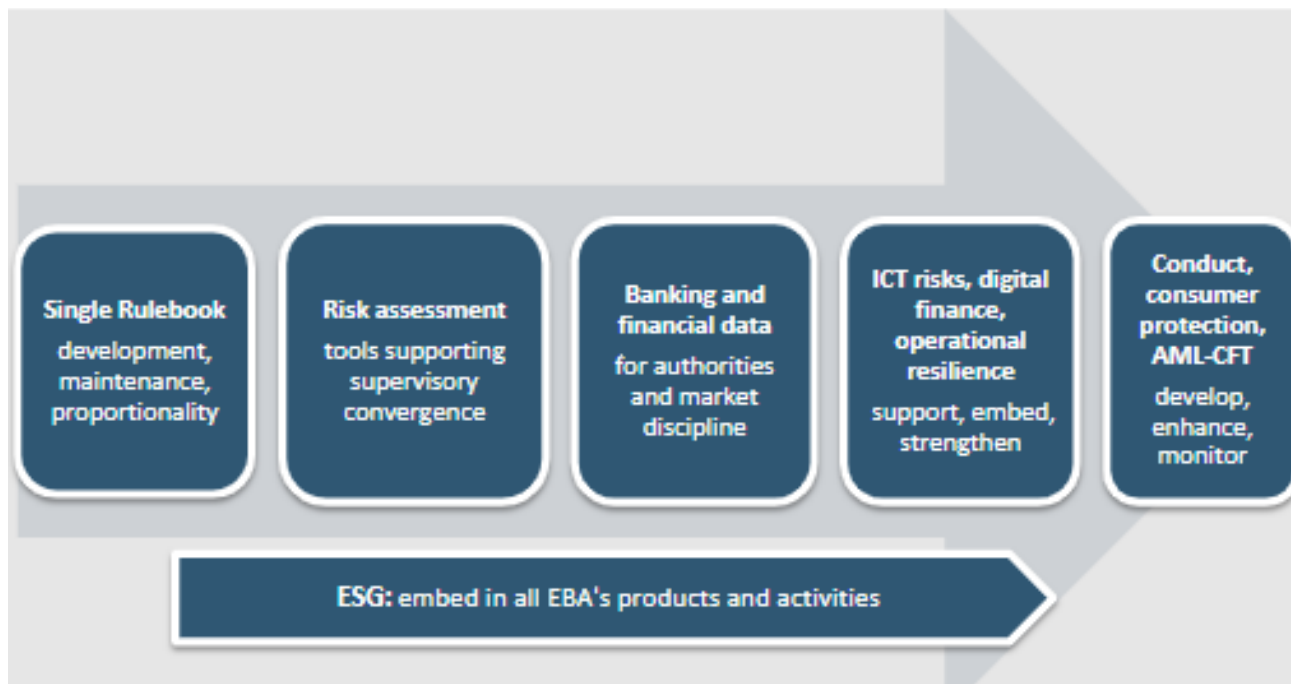 Single Rulebook
development,
maintenance,
proportionality
Risk assessment
tools supporting
supervisory
convergence
Banking and
financial data
for authorities
and market
discipline
ICT risks, digital
finance,
operational
resilience
support, embed,
strengthen
Conduct,
consumer
protection,
AML-CFT
develop,
enhance,
monitor
ESG: embed in all EBA's products and activities